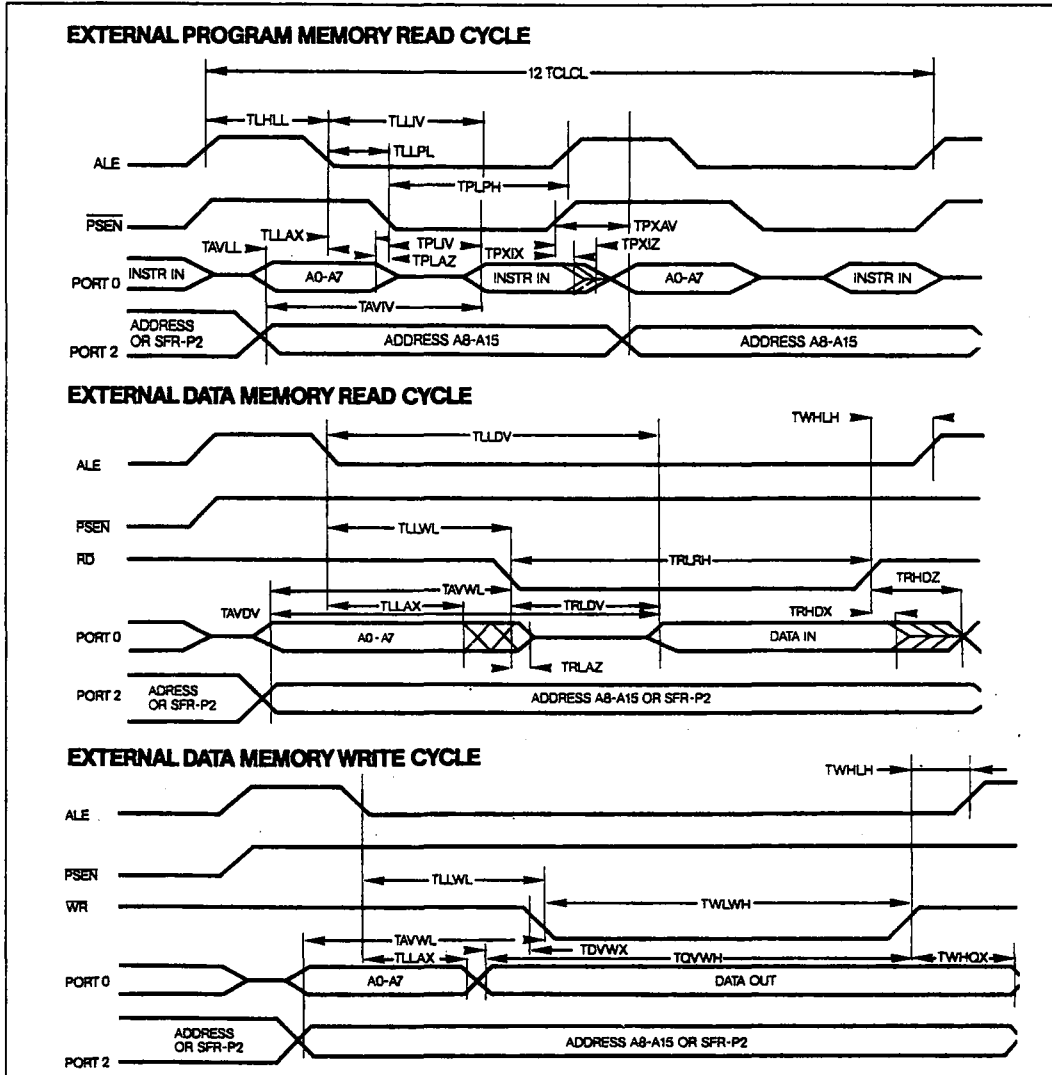 EXTERNAL PROGRAM MEMORY READ CYCLE
12 TCLCL
TLHLL
TLLIV
TLLPL
ALE
TPLPH
PSEN
TLLAX
TPLIV
TPXAV
TAVLL
TPLAZ
TPXIX
TPXIZ
PORT 0
INSTR IN
A0-A7
INSTR IN
A0-A7
INSTR IN
TAVIV
ADDRESS
OR SFR-P2
ADDRESS A8-A15
ADDRESS A8-A15
PORT 2
EXTERNAL DATA MEMORY READ CYCLE
TWHLH
TLLDV
ALE
PSEN
TLLWL
RD
TRLRH
TAVWL
TRHDZ
TAVDV
TLLAX
TRLDV
TRHDX
PORT 0
A0-A7
DATA IN
TRLAZ
PORT 2
ADRESS
OR SFR-P2
ADDRESS A8-A15 OR SFR-P2
EXTERNAL DATA MEMORY WRITE CYCLE
TWHLH
ALE
PSEN
TLLWL
WR
TWLWH
TAVWL
TDVWX
TLLAX
TQVWH
TWHQX
PORT 0
A0-A7
DATA OUT
ADDRESS
OR SFR-P2
ADDRESS A8-A15 OR SFR-P2
PORT 2